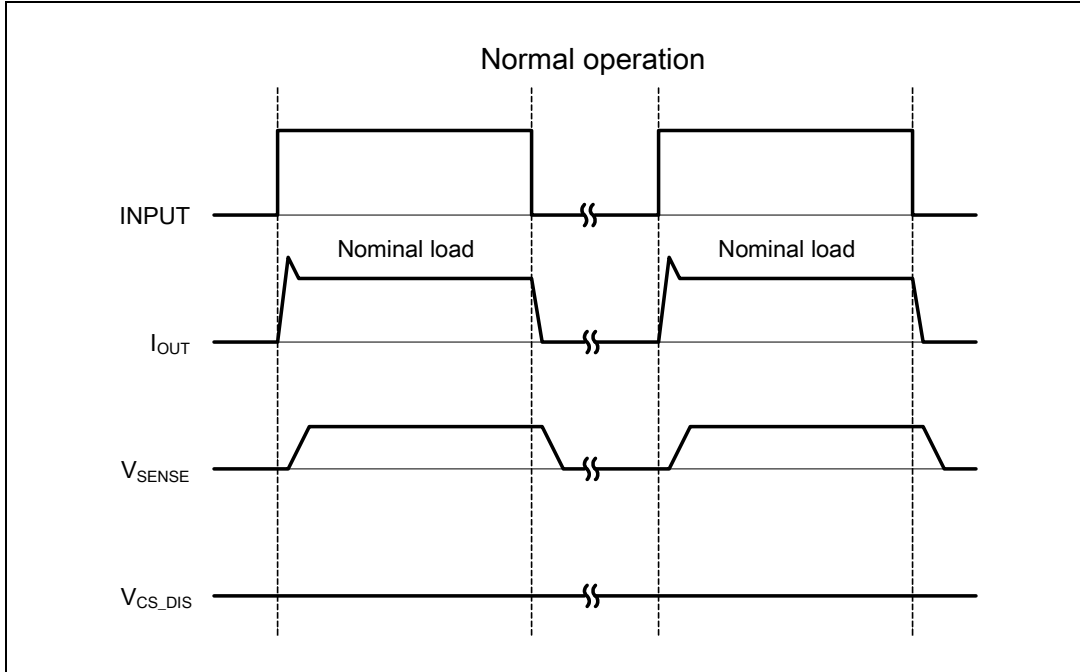 Normal operation
INPUT
Nominal load Nominal load
IOUT
VSENSE
VCS_DIS